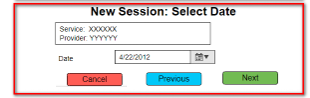 New Session: Select Date
Service: XXXXXX
Provider: YYYYYY
Date
4/22/2012
Cancel
Previous
Next